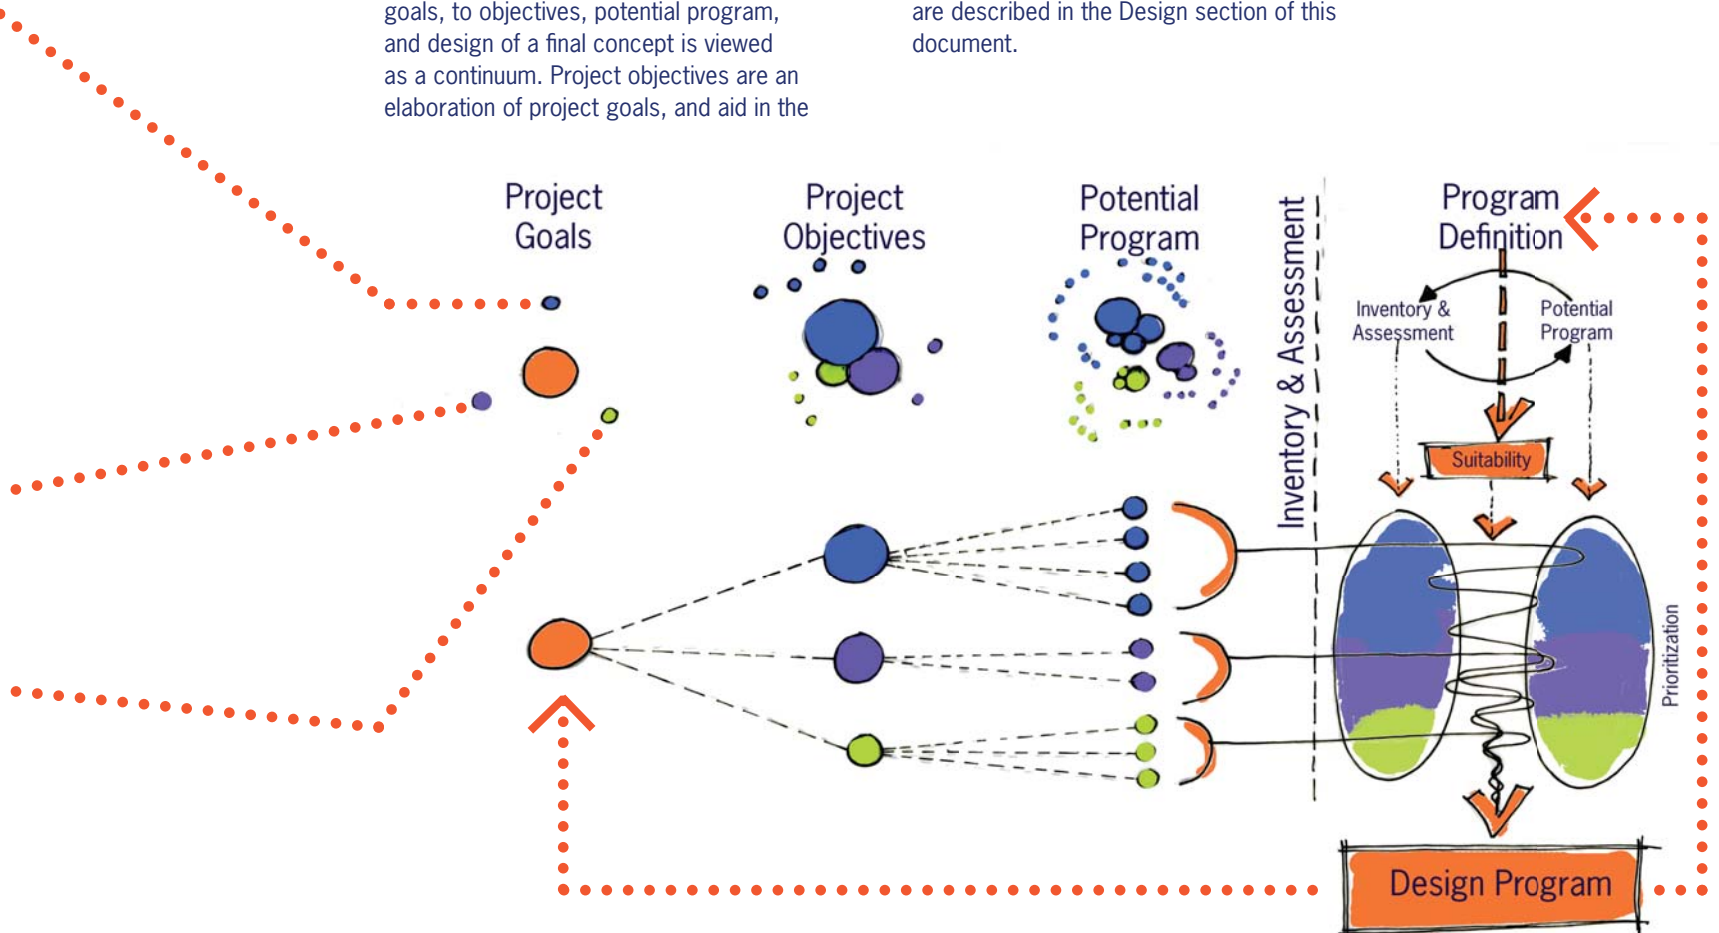 goals, to objectives, potential program,
and design of a final concept is viewed
as a continuum. Project objectives are an
elaboration of project goals, and aid in the
are described in the Design section of this
document.
Project
Goals
Project
Objectives
Potential
Program
Inventory & Assessment
Program
Definition
Inventory &
Assessment
Potential
Program
Suitability
Prioritization
Design Program